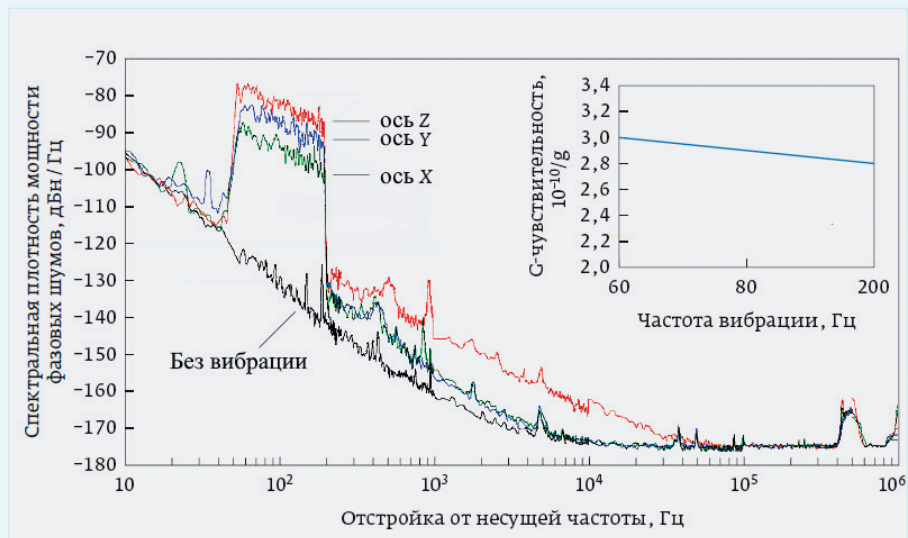 Спектральная плотность мощности
фазовых шумов, дБн / Гц
−70
−80
−90
−100
−110
−120
−130
−140
−150
−160
−170
−180
10
10²
10³
10⁴
10⁵
10⁶
Отстройка от несущей частоты, Гц
ось Z
ось Y
ось X
Без вибрации
G-чувствительность,
10⁻¹⁰/g
3,4
3,2
3,0
2,8
2,6
2,4
2,2
2,0
60
80
200
Частота вибрации, Гц